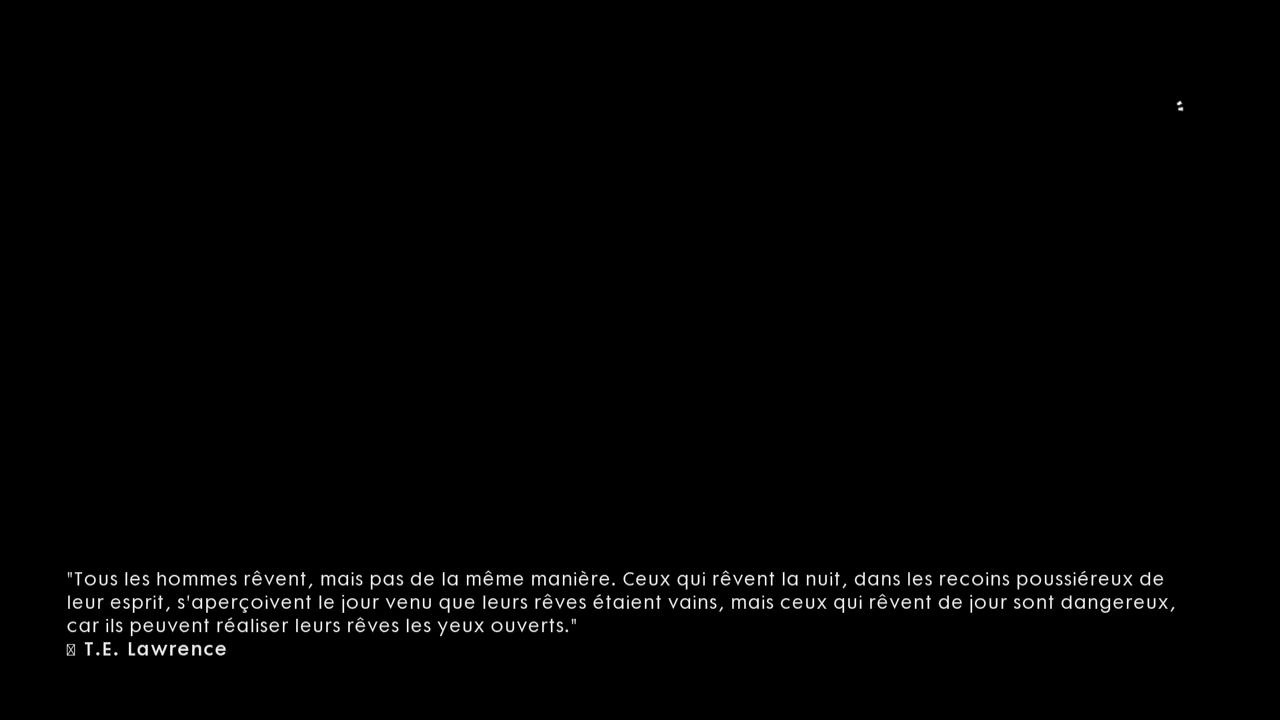 "Tous les hommes rêvent, mais pas de la même manière. Ceux qui rêvent la nuit, dans les recoins poussiéreux de
leur esprit, s'aperçoivent le jour venu que leurs rêves étaient vains, mais ceux qui rêvent de jour sont dangereux,
car ils peuvent réaliser leurs rêves les yeux ouverts."
T.E. Lawrence